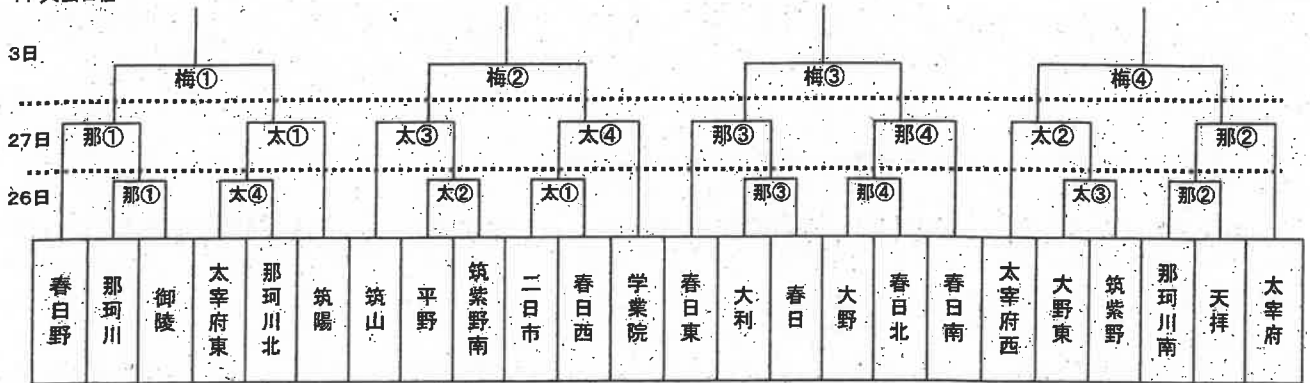 3日
梅① 梅② 梅③ 梅④
27日
那① 太① 太③ 太④ 那③ 那④ 太② 那②
26日
那① 太④ 太② 太① 那③ 那④ 太③ 那②
春日野
那珂川
御陵
太宰府東
那珂川北
筑陽
筑山
平野
筑紫野南
二日市
春日西
学業院
春日東
大利
春日
大野
春日北
春日南
太宰府西
大野東
筑紫野
那珂川南
天拝
太宰府